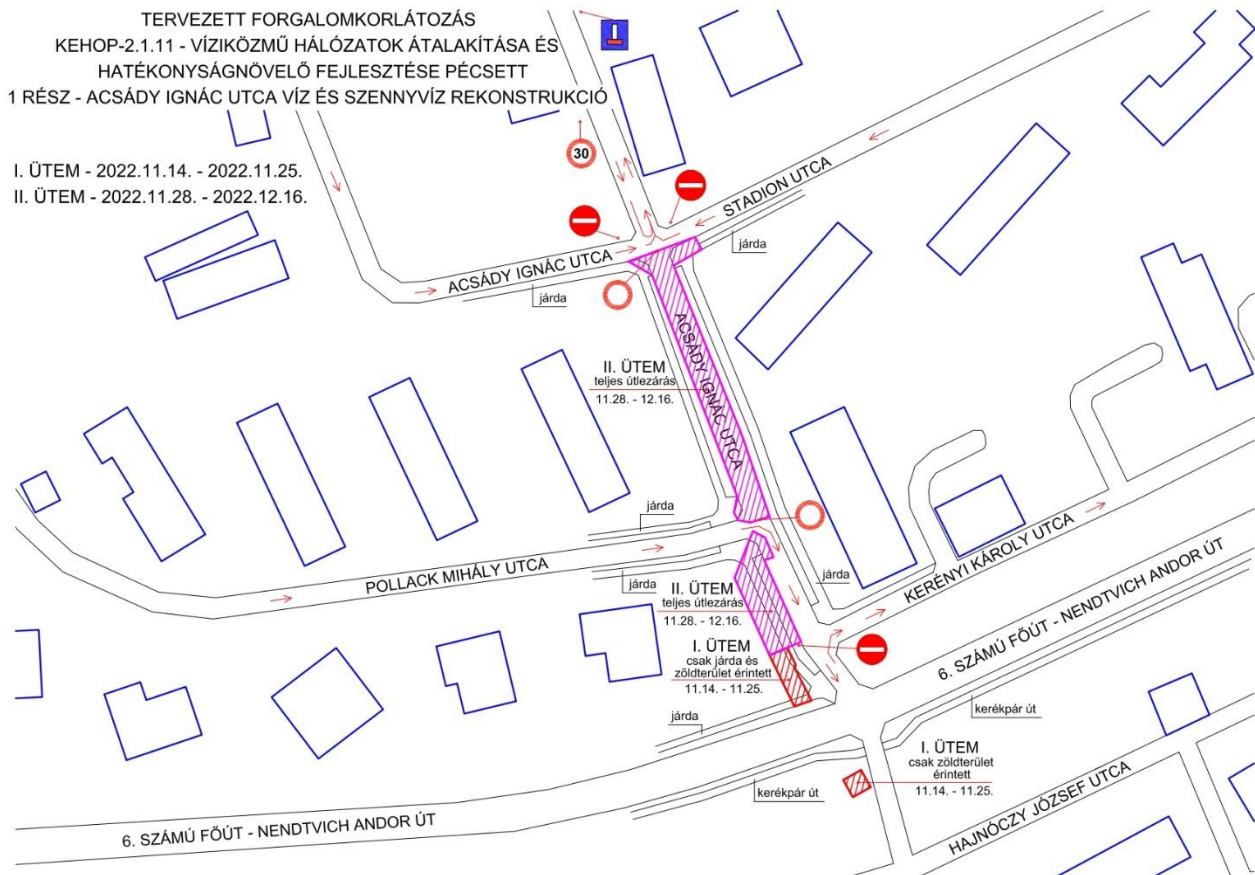 TERVEZETT FORGALOMKORLÁTOZÁS
KEHOP-2.1.11 - VÍZIKÖZMŰ HÁLÓZATOK ÁTALAKÍTÁSA ÉS
HATÉKONYSÁGNÖVELŐ FEJLESZTÉSE PÉCSETT
1 RÉSZ - ACSÁDY IGNÁC UTCA VÍZ ÉS SZENNYVÍZ REKONSTRUKCIÓ
I. ÜTEM - 2022.11.14. - 2022.11.25.
II. ÜTEM - 2022.11.28. - 2022.12.16.
30
STADION UTCA
járda
ACSÁDY IGNÁC UTCA
járda
ACSÁDY IGNÁC UTCA
II. ÜTEM
teljes útlezárás
11.28. - 12.16.
járda
POLLACK MIHÁLY UTCA
járda
járda
KERÉNYI KÁROLY UTCA
II. ÜTEM
teljes útlezárás
11.28. - 12.16.
I. ÜTEM
csak járda és
zöldterület érintett
11.14. - 11.25.
6. SZÁMÚ FŐÚT - NENDTVICH ANDOR ÚT
kerékpár út
járda
I. ÜTEM
csak zöldterület
érintett
11.14. - 11.25.
kerékpár út
6. SZÁMÚ FŐÚT - NENDTVICH ANDOR ÚT
HAJNÓCZY JÓZSEF UTCA